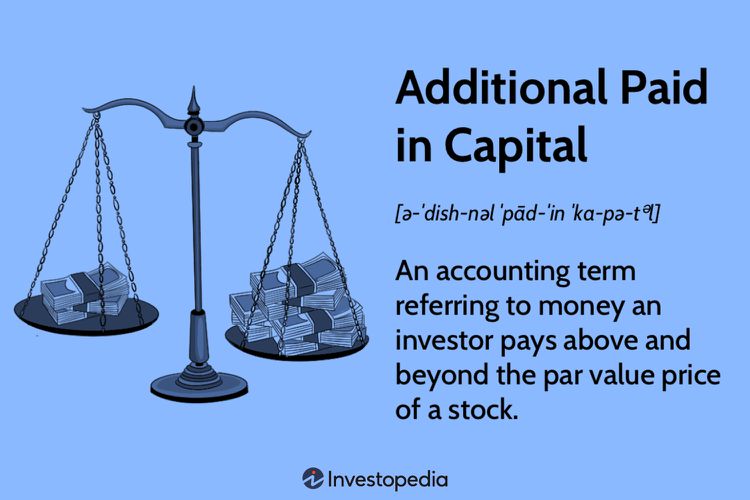 Additional Paid
in Capital
[ə-ˈdish-nəl ˈpād-ˈin ˈka-pə-tᵊl]
An accounting term
referring to money an
investor pays above and
beyond the par value price
of a stock.
Investopedia